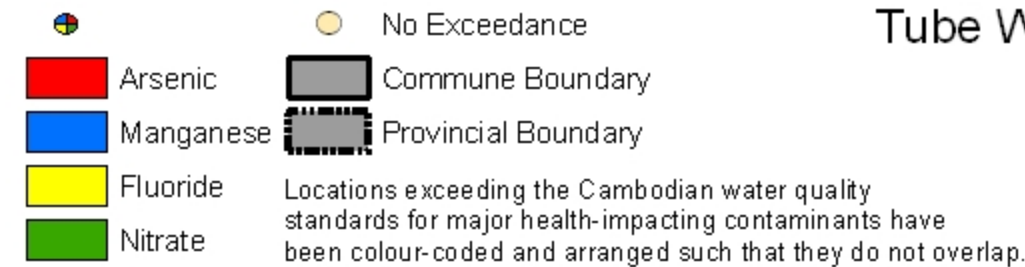 No Exceedance
Tube W
Arsenic
Commune Boundary
Manganese
Provincial Boundary
Fluoride
Nitrate
Locations exceeding the Cambodian water quality
standards for major health-impacting contaminants have
been colour-coded and arranged such that they do not overlap.